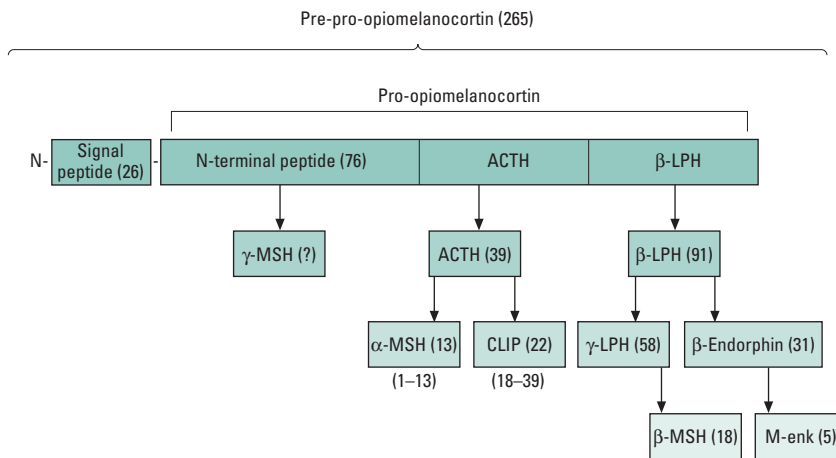 Pre-pro-opiomelanocortin (265)
Pro-opiomelanocortin
N- Signal peptide (26) - N-terminal peptide (76) ACTH β-LPH
γ-MSH (?) ACTH (39) β-LPH (91)
α-MSH (13) CLIP (22) γ-LPH (58) β-Endorphin (31)
(1–13) (18–39)
β-MSH (18) M-enk (5)